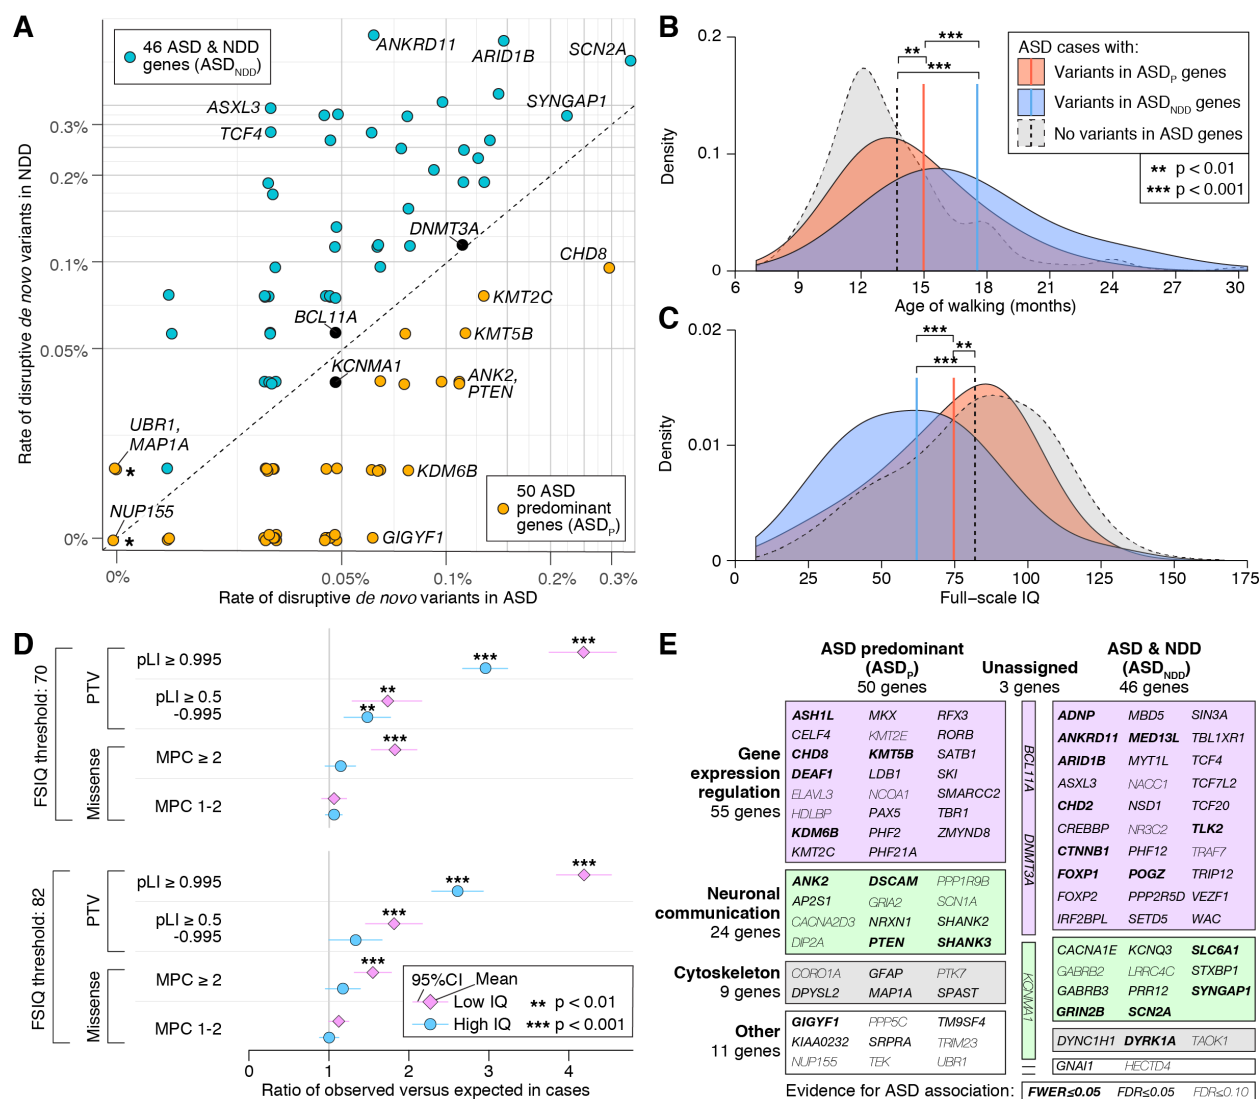 A
46 ASD & NDD
genes (ASD_NDD)
ANKRD11
ARID1B
SCN2A
ASXL3
SYNGAP1
TCF4
DNMT3A
CHD8
KMT2C
BCL11A
KMT5B
KCNMA1
ANK2,
PTEN
UBR1,
MAP1A
*
KDM6B
NUP155
*
GIGYF1
50 ASD
predominant
genes (ASD_P)
0.3%
0.2%
0.1%
0.05%
0%
Rate of disruptive de novo variants in NDD
0% 0.05% 0.1% 0.2% 0.3%
Rate of disruptive de novo variants in ASD
B
0.2
0.1
0
Density
***
**
***
ASD cases with:
Variants in ASD_P genes
Variants in ASD_NDD genes
No variants in ASD genes
** p < 0.01
*** p < 0.001
6 9 12 15 18 21 24 27 30
Age of walking (months)
C
0.02
0.01
0
Density
***
**
***
0 25 50 75 100 125 150 175
Full−scale IQ
D
FSIQ threshold: 70
PTV
pLI ≥ 0.995
***
***
pLI ≥ 0.5
-0.995
**
**
Missense
MPC ≥ 2
***
MPC 1-2
FSIQ threshold: 82
PTV
pLI ≥ 0.995
***
***
pLI ≥ 0.5
-0.995
***
Missense
MPC ≥ 2
***
MPC 1-2
95%CI Mean
Low IQ ** p < 0.01
High IQ *** p < 0.001
0 1 2 3 4
Ratio of observed versus expected in cases
E
ASD predominant
(ASD_P)
50 genes
Unassigned
3 genes
ASD & NDD
(ASD_NDD)
46 genes
Gene
expression
regulation
55 genes
ASH1L MKX RFX3
CELF4 KMT2E RORB
CHD8 KMT5B SATB1
DEAF1 LDB1 SKI
ELAVL3 NCOA1 SMARCC2
HDLBP PAX5 TBR1
KDM6B PHF2 ZMYND8
KMT2C PHF21A
BCL11A
DNMT3A
ADNP MBD5 SIN3A
ANKRD11 MED13L TBL1XR1
ARID1B MYT1L TCF4
ASXL3 NACC1 TCF7L2
CHD2 NSD1 TCF20
CREBBP NR3C2 TLK2
CTNNB1 PHF12 TRAF7
FOXP1 POGZ TRIP12
FOXP2 PPP2R5D VEZF1
IRF2BPL SETD5 WAC
Neuronal
communication
24 genes
ANK2 DSCAM PPP1R9B
AP2S1 GRIA2 SCN1A
CACNA2D3 NRXN1 SHANK2
DIP2A PTEN SHANK3
KCNMA1
CACNA1E KCNQ3 SLC6A1
GABRB2 LRRC4C STXBP1
GABRB3 PRR12 SYNGAP1
GRIN2B SCN2A
Cytoskeleton
9 genes
CORO1A GFAP PTK7
DPYSL2 MAP1A SPAST
DYNC1H1 DYRK1A TAOK1
Other
11 genes
GIGYF1 PPP5C TM9SF4
KIAA0232 SRPRA TRIM23
NUP155 TEK UBR1
GNAI1 HECTD4
Evidence for ASD association: FWER≤0.05 FDR≤0.05 FDR≤0.10